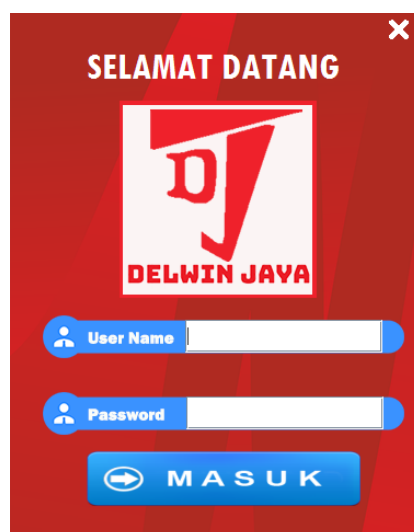 SELAMAT DATANG
DJ
DELWIN JAYA
User Name
Password
MASUK